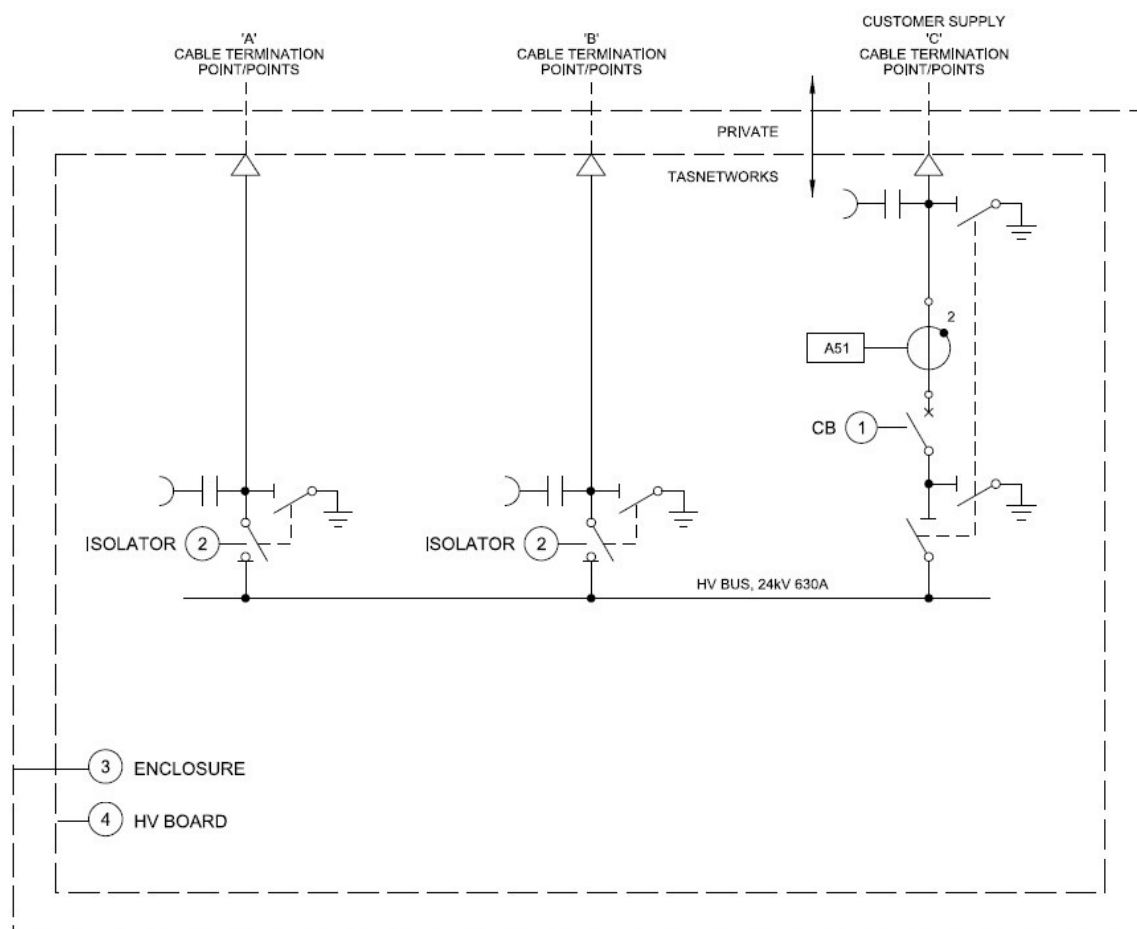 'A'
CABLE TERMINATION
POINT/POINTS
'B'
CABLE TERMINATION
POINT/POINTS
CUSTOMER SUPPLY
'C'
CABLE TERMINATION
POINT/POINTS
PRIVATE
TASNETWORKS
2
A51
CB 1
ISOLATOR 2
ISOLATOR 2
HV BUS, 24kV 630A
3 ENCLOSURE
4 HV BOARD